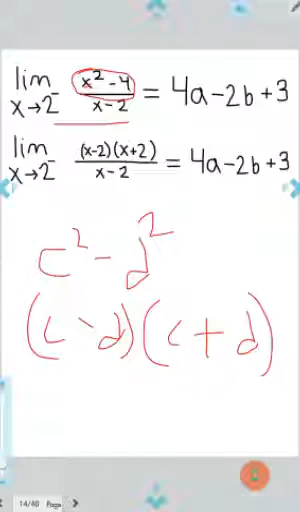 lim x→2⁻ (x² - 4)/(x - 2) = 4a - 2b + 3
lim x→2⁻ (x-2)(x+2)/(x - 2) = 4a - 2b + 3
c² - d²
(c - d)(c + d)
14/40 Page